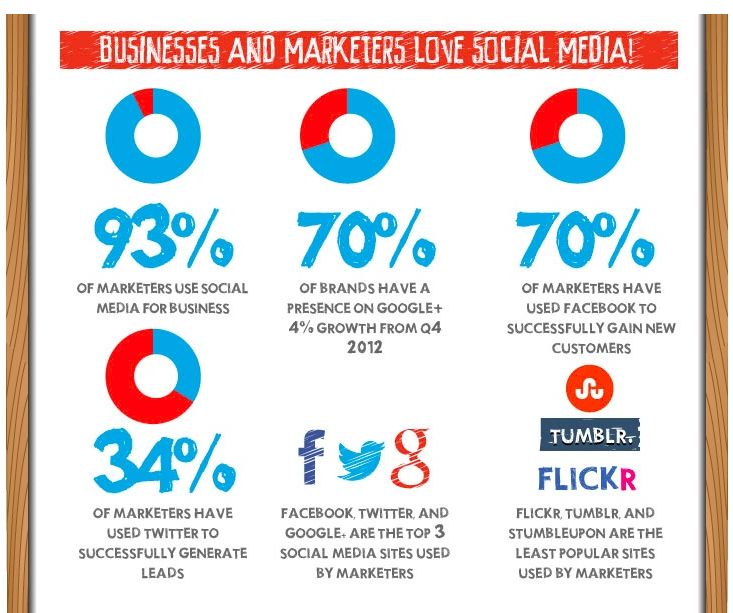 BUSINESSES AND MARKETERS LOVE SOCIAL MEDIA!
93%
OF MARKETERS USE SOCIAL
MEDIA FOR BUSINESS
70%
OF BRANDS HAVE A
PRESENCE ON GOOGLE+
4% GROWTH FROM Q4
2012
70%
OF MARKETERS HAVE
USED FACEBOOK TO
SUCCESSFULLY GAIN NEW
CUSTOMERS
34%
OF MARKETERS HAVE
USED TWITTER TO
SUCCESSFULLY GENERATE
LEADS
f g
FACEBOOK, TWITTER, AND
GOOGLE+ ARE THE TOP 3
SOCIAL MEDIA SITES USED
BY MARKETERS
TUMBLR.
FLICKR
FLICKR, TUMBLR, AND
STUMBLEUPON ARE THE
LEAST POPULAR SITES
USED BY MARKETERS